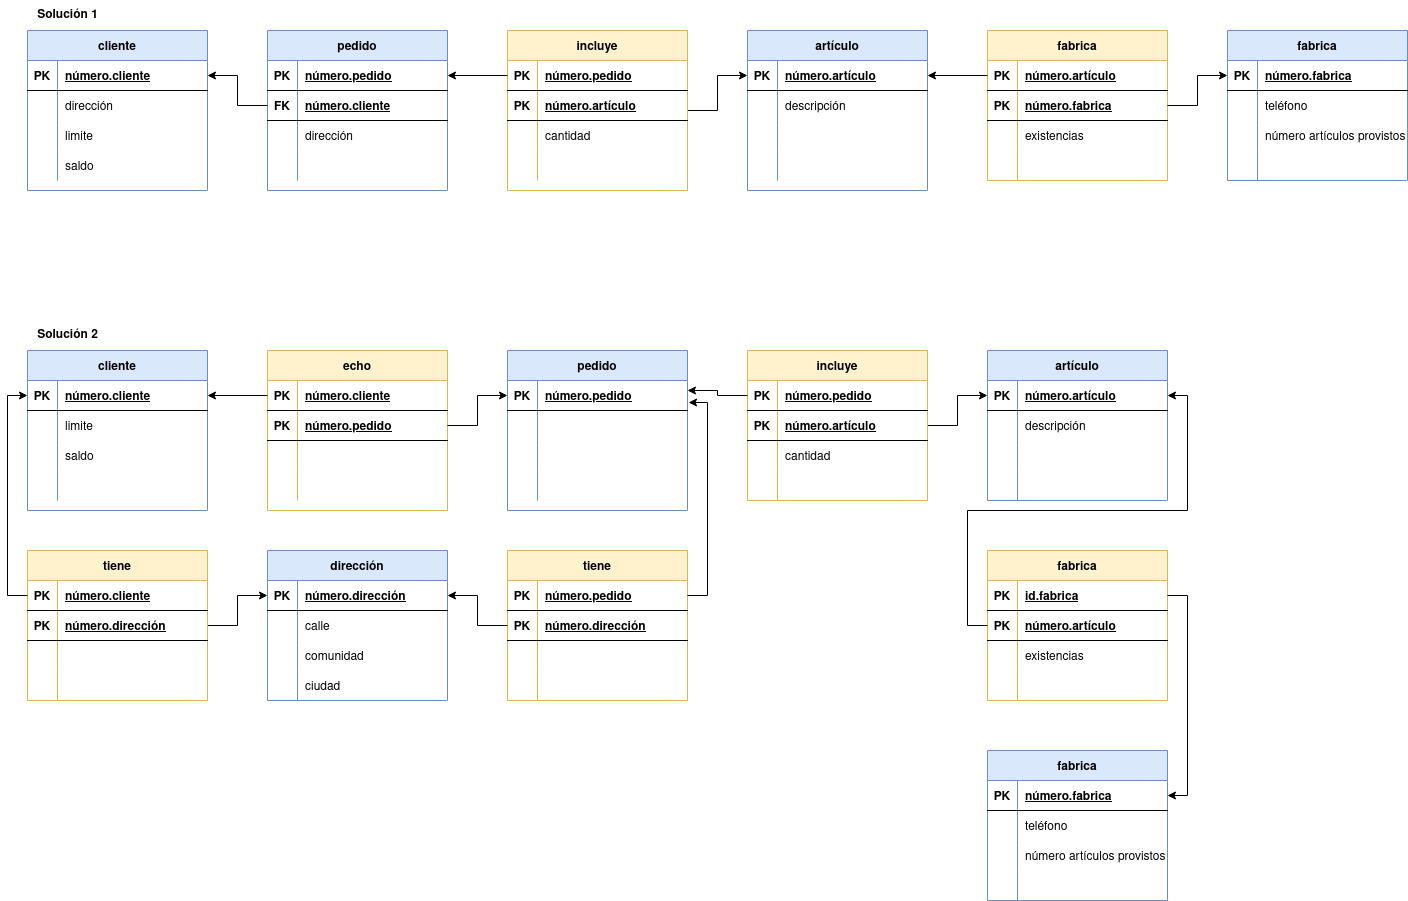 Solución 1
cliente
PK número.cliente
dirección
limite
saldo
pedido
PK número.pedido
FK número.cliente
dirección
incluye
PK número.pedido
PK número.artículo
cantidad
artículo
PK número.artículo
descripción
fabrica
PK número.artículo
PK número.fabrica
existencias
fabrica
PK número.fabrica
teléfono
número artículos provistos
Solución 2
cliente
PK número.cliente
limite
saldo
echo
PK número.cliente
PK número.pedido
pedido
PK número.pedido
incluye
PK número.pedido
PK número.artículo
cantidad
artículo
PK número.artículo
descripción
tiene
PK número.cliente
PK número.dirección
dirección
PK número.dirección
calle
comunidad
ciudad
tiene
PK número.pedido
PK número.dirección
fabrica
PK id.fabrica
PK número.artículo
existencias
fabrica
PK número.fabrica
teléfono
número artículos provistos